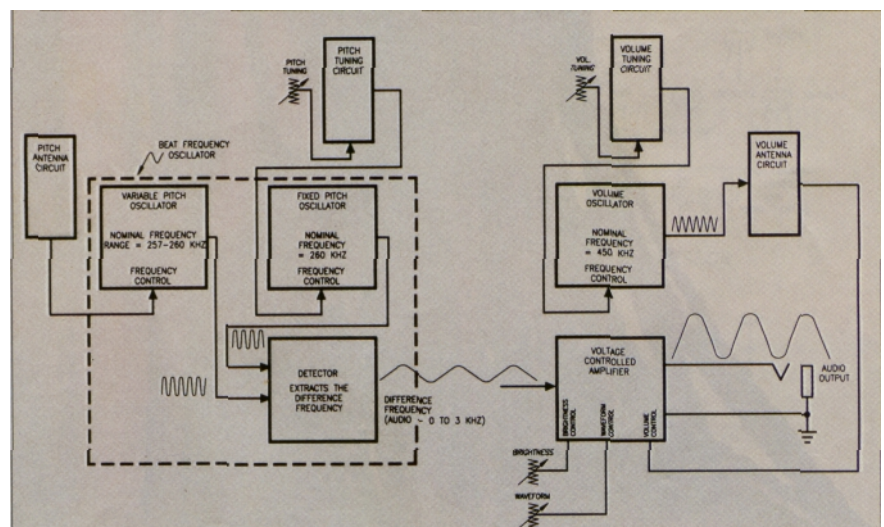 PITCH
TUNING
PITCH
TUNING
CIRCUIT
VOL.
TUNING
VOLUME
TUNING
CIRCUIT
PITCH
ANTENNA
CIRCUIT
BEAT FREQUENCY
OSCILLATOR
VOLUME
ANTENNA
CIRCUIT
VARIABLE PITCH
OSCILLATOR
NOMINAL FREQUENCY
RANGE = 257-260 KHZ
FREQUENCY
CONTROL
FIXED PITCH
OSCILLATOR
NOMINAL
FREQUENCY
= 260 KHZ
FREQUENCY
CONTROL
VOLUME
OSCILLATOR
NOMINAL
FREQUENCY
= 450 KHZ
FREQUENCY
CONTROL
DETECTOR
EXTRACTS THE
DIFFERENCE
FREQUENCY
DIFFERENCE
FREQUENCY
(AUDIO ~ 0 TO 3 KHZ)
VOLTAGE
CONTROLLED
AMPLIFIER
BRIGHTNESS
CONTROL
WAVEFORM
CONTROL
VOLUME
CONTROL
AUDIO
OUTPUT
BRIGHTNESS
WAVEFORM